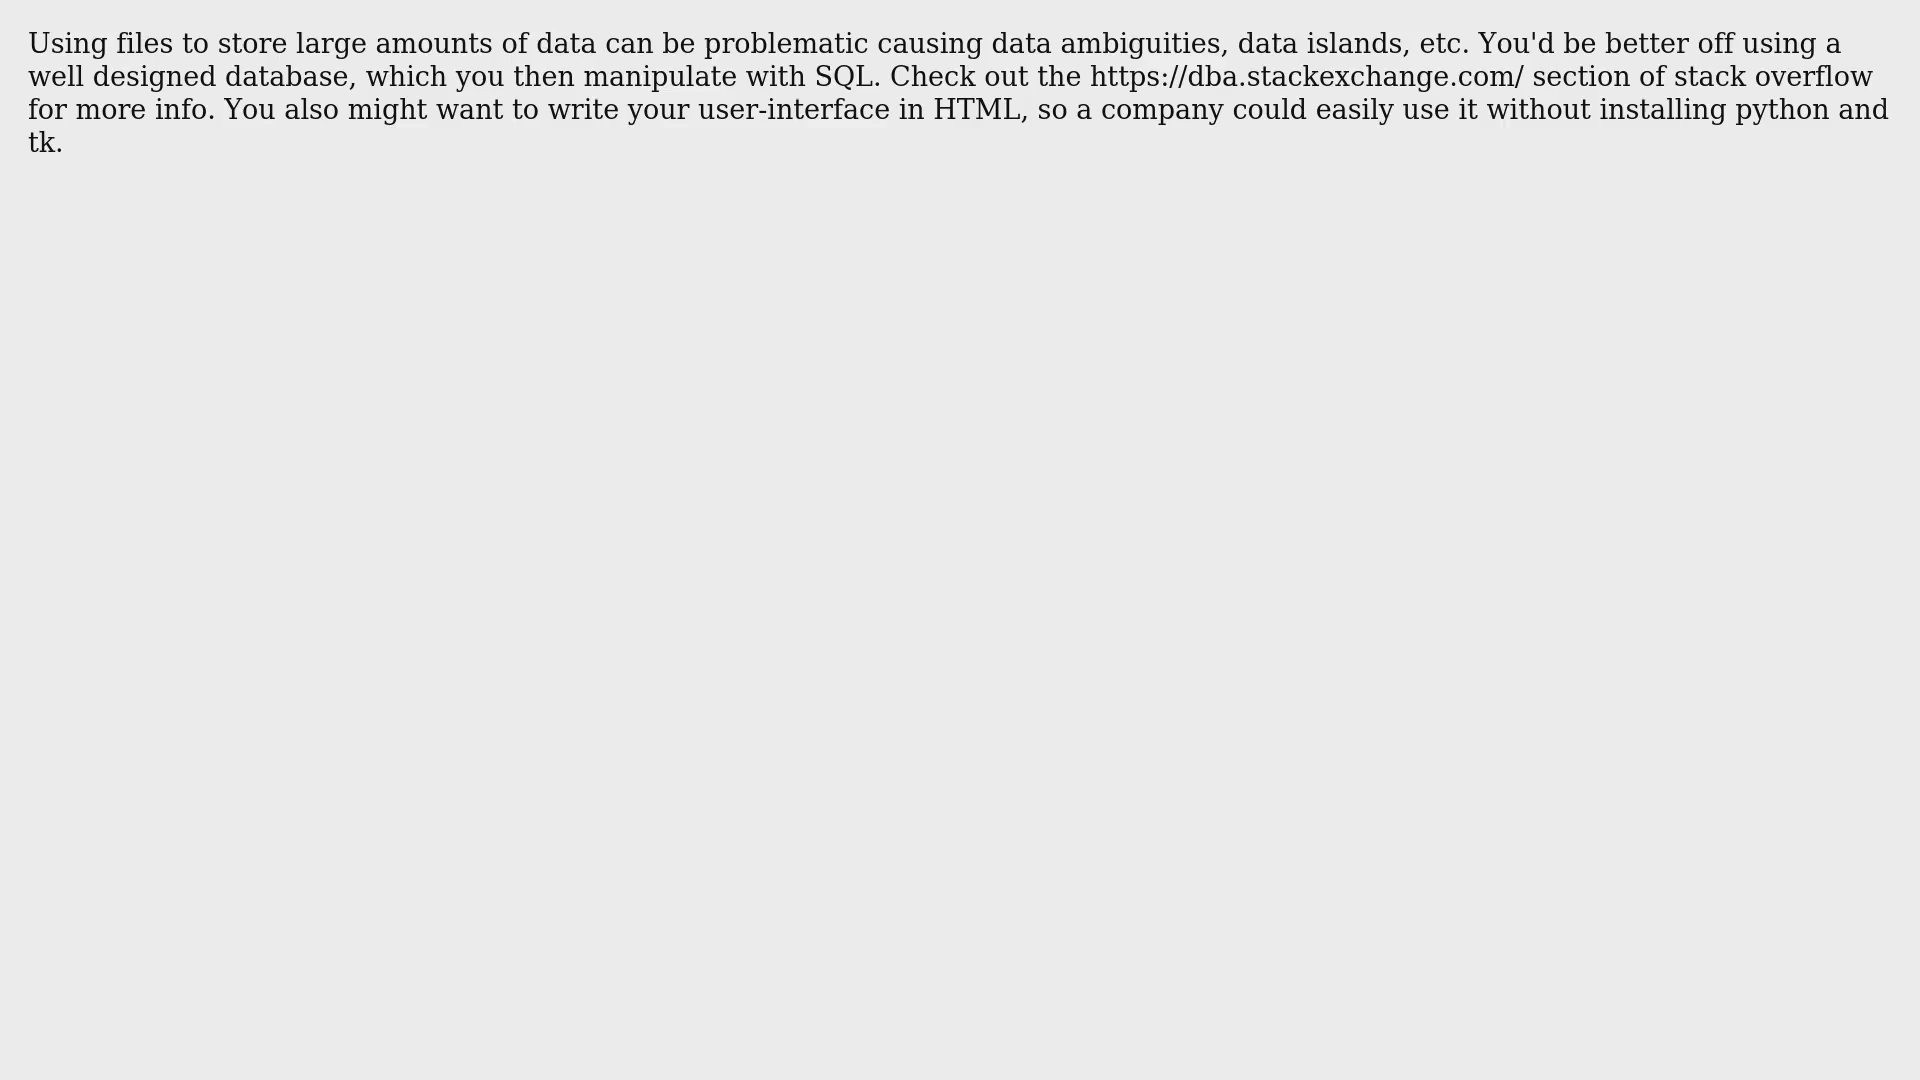 Using files to store large amounts of data can be problematic causing data ambiguities, data islands, etc. You'd be better off using a
well designed database, which you then manipulate with SQL. Check out the https://dba.stackexchange.com/ section of stack overflow
for more info. You also might want to write your user-interface in HTML, so a company could easily use it without installing python and
tk.